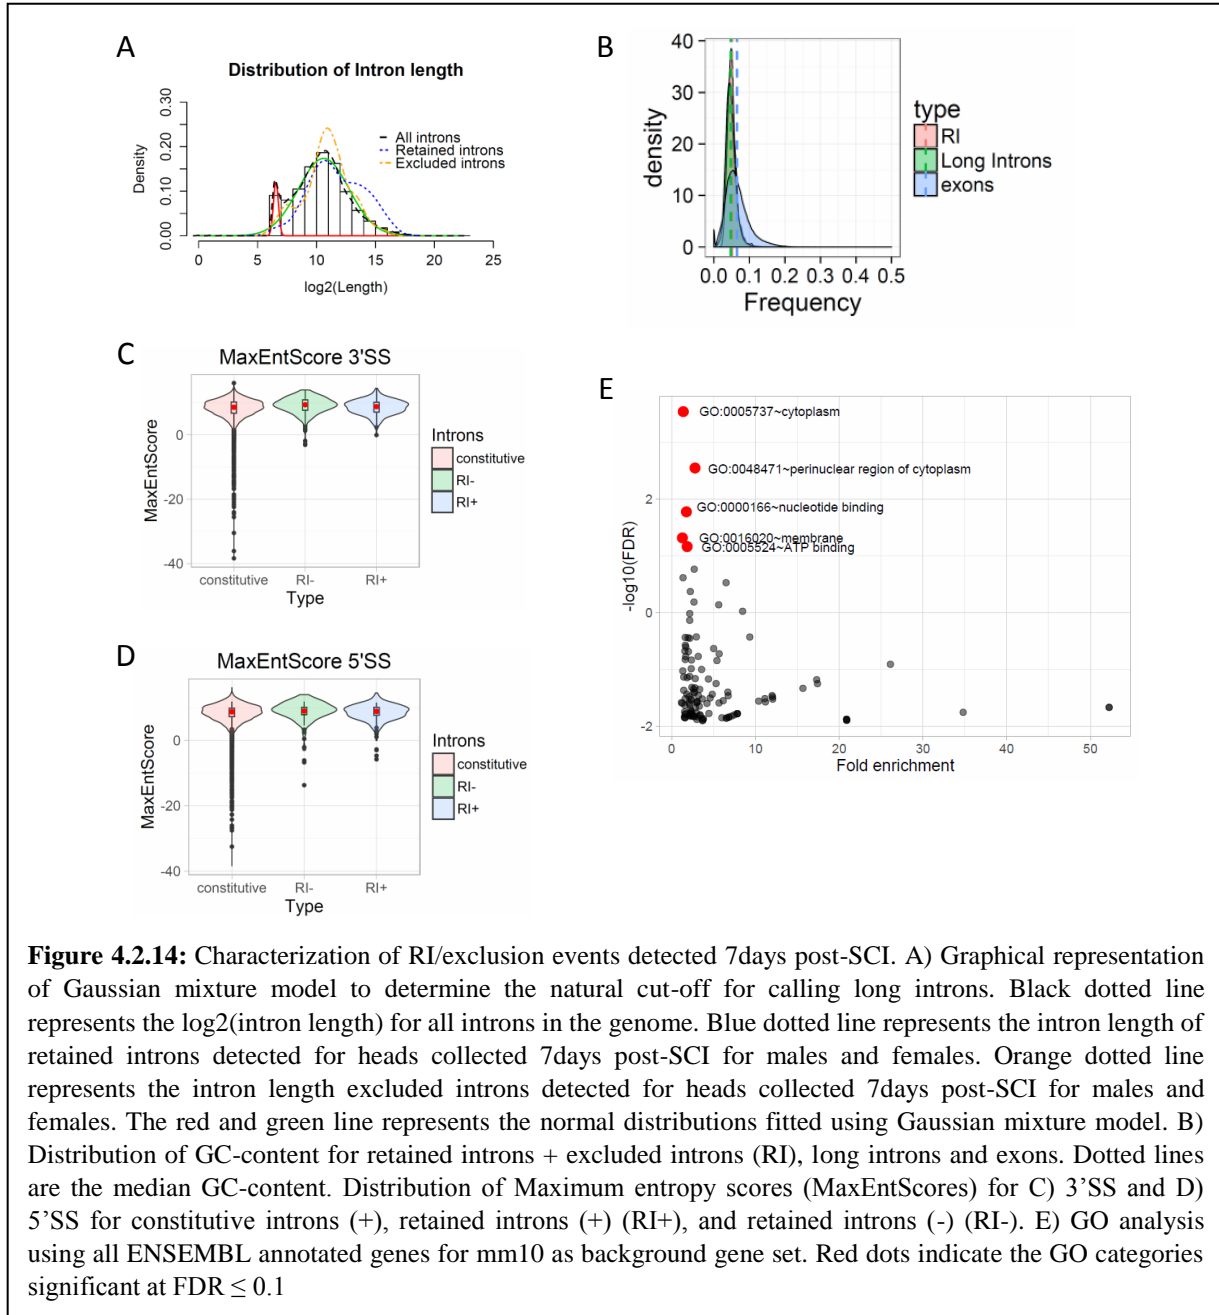 A
Distribution of Intron length
Density
0.00 0.10 0.20 0.30
All introns
Retained introns
Excluded introns
0 5 10 15 20 25
log2(Length)
B
density
40
30
20
10
0
0.0 0.1 0.2 0.3 0.4 0.5
Frequency
type
RI
Long Introns
exons
C
MaxEntScore 3'SS
MaxEntScore
0
-20
-40
constitutive RI- RI+
Type
Introns
constitutive
RI-
RI+
D
MaxEntScore 5'SS
MaxEntScore
0
-20
-40
constitutive RI- RI+
Type
Introns
constitutive
RI-
RI+
E
GO:0005737~cytoplasm
GO:0048471~perinuclear region of cytoplasm
GO:0000166~nucleotide binding
GO:0016020~membrane
GO:0005524~ATP binding
-log10(FDR)
2
0
-2
0 10 20 30 40 50
Fold enrichment
Figure 4.2.14: Characterization of RI/exclusion events detected 7days post-SCI. A) Graphical representation
of Gaussian mixture model to determine the natural cut-off for calling long introns. Black dotted line
represents the log2(intron length) for all introns in the genome. Blue dotted line represents the intron length of
retained introns detected for heads collected 7days post-SCI for males and females. Orange dotted line
represents the intron length excluded introns detected for heads collected 7days post-SCI for males and
females. The red and green line represents the normal distributions fitted using Gaussian mixture model. B)
Distribution of GC-content for retained introns + excluded introns (RI), long introns and exons. Dotted lines
are the median GC-content. Distribution of Maximum entropy scores (MaxEntScores) for C) 3’SS and D)
5’SS for constitutive introns (+), retained introns (+) (RI+), and retained introns (-) (RI-). E) GO analysis
using all ENSEMBL annotated genes for mm10 as background gene set. Red dots indicate the GO categories
significant at FDR ≤ 0.1